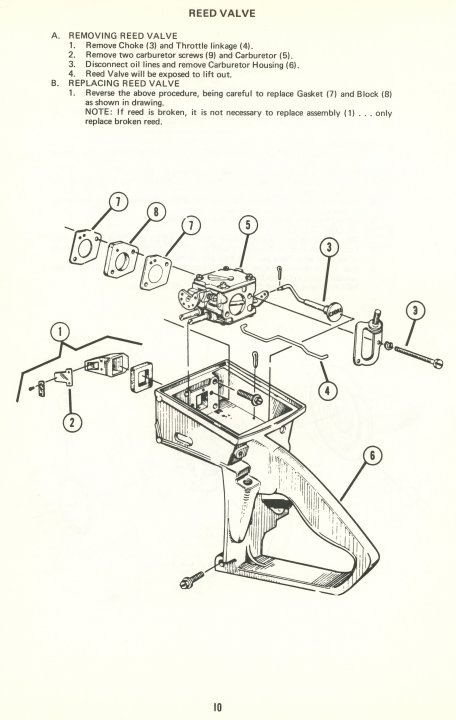 REED VALVE
A. REMOVING REED VALVE
1. Remove Choke (3) and Throttle linkage (4).
2. Remove two carburetor screws (9) and Carburetor (5).
3. Disconnect oil lines and remove Carburetor Housing (6).
4. Reed Valve will be exposed to lift out.
B. REPLACING REED VALVE
1. Reverse the above procedure, being careful to replace Gasket (7) and Block (8)
as shown in drawing.
NOTE: If reed is broken, it is not necessary to replace assembly (1) . . . only
replace broken reed.
7
8
7
5
3
3
1
4
2
6
10